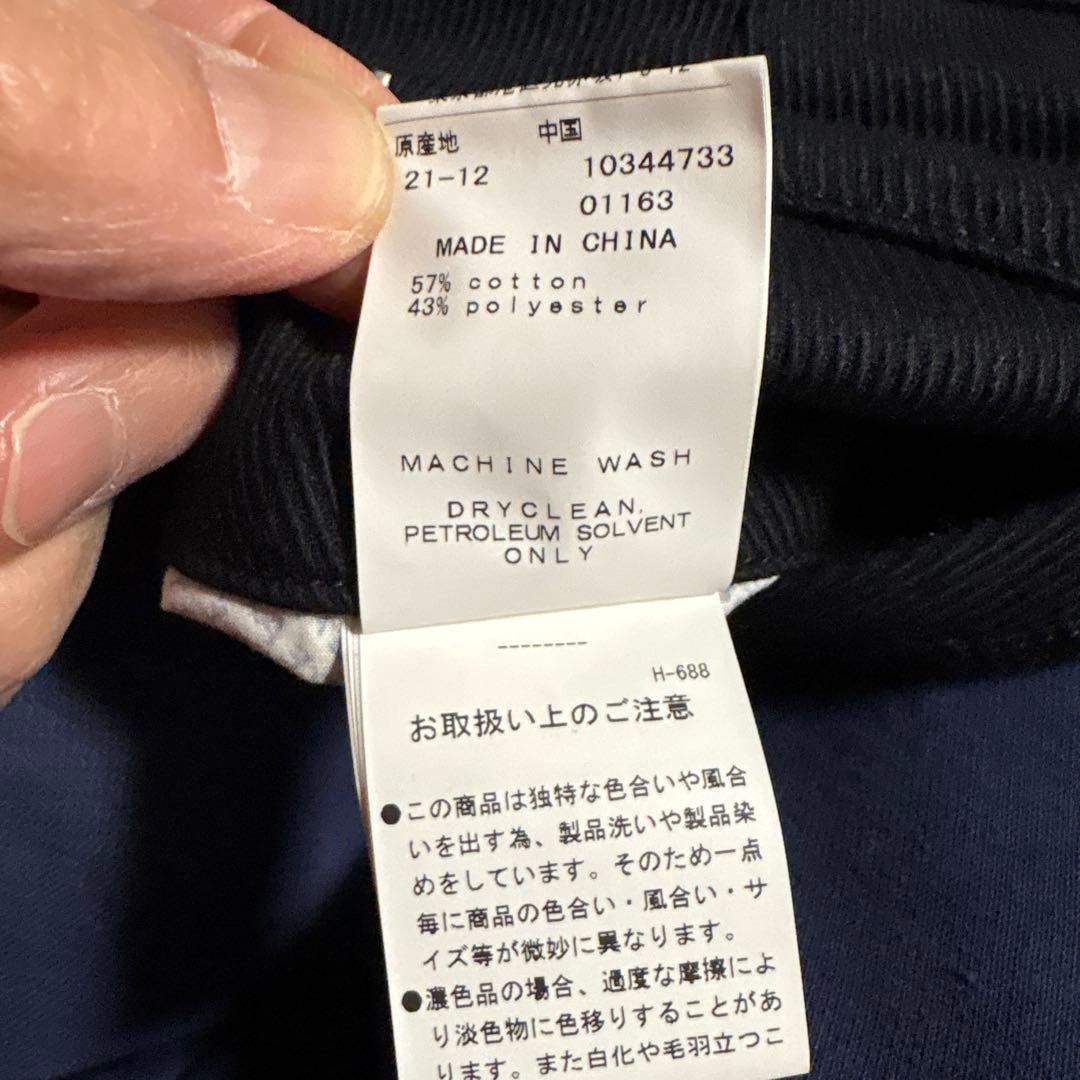 原産地 中国
21-12 10344733
01163
MADE IN CHINA
57% cotton
43% polyester
MACHINE WASH
DRYCLEAN,
PETROLEUM SOLVENT
ONLY
--------
H-688
お取扱い上のご注意
●この商品は独特な色合いや風合
いを出す為、製品洗いや製品染
めをしています。そのため一点
毎に商品の色合い・風合い・サ
イズ等が微妙に異なります。
●濃色品の場合、過度な摩擦によ
り淡色物に色移りすることがあ
ります。また白化や毛羽立つこ